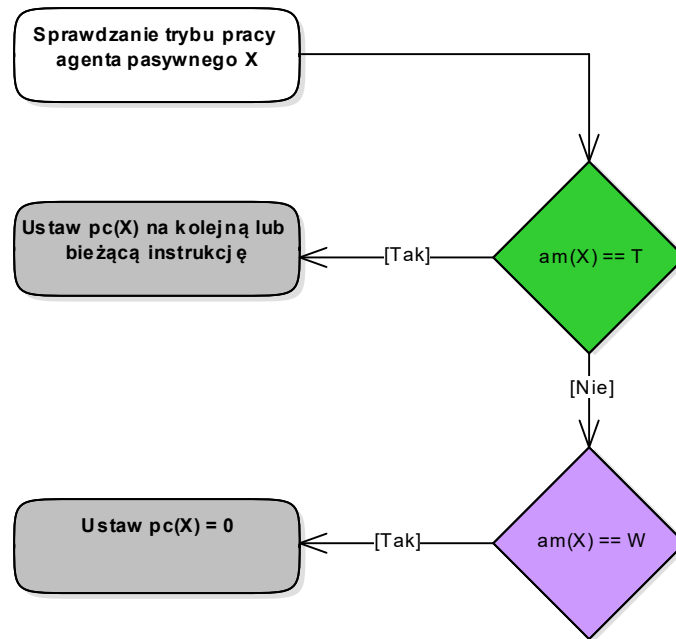 Sprawdzanie trybu pracy
agenta pasywnego X
Ustaw pc(X) na kolejną lub
bieżącą instrukcję
[Tak]
am(X) == T
[Nie]
Ustaw pc(X) = 0
[Tak]
am(X) == W